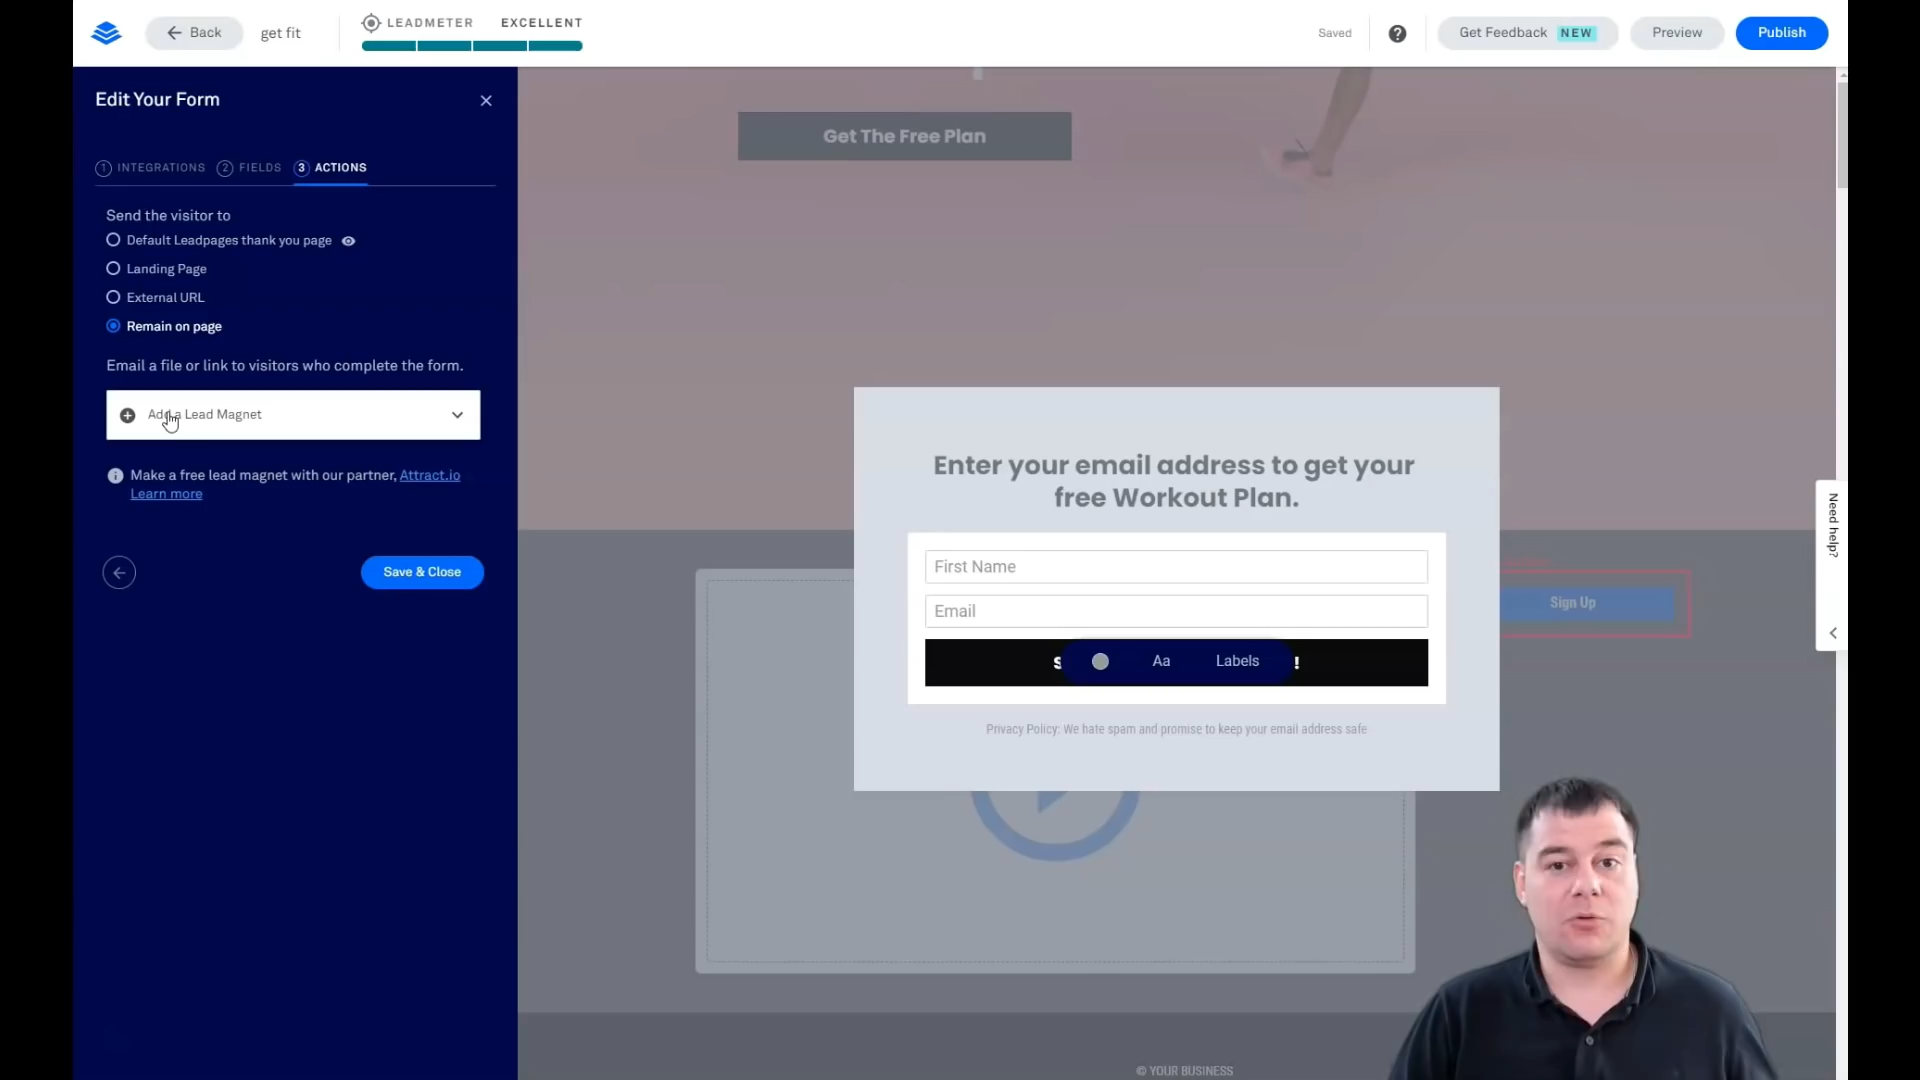 Back
get fit
LEADMETER EXCELLENT
Saved
?
Get Feedback NEW
Preview
Publish
Edit Your Form
1 INTEGRATIONS 2 FIELDS 3 ACTIONS
Send the visitor to
Default Leadpages thank you page
Landing Page
External URL
Remain on page
Email a file or link to visitors who complete the form.
Add a Lead Magnet
Make a free lead magnet with our partner, Attract.io
Learn more
Save & Close
Get The Free Plan
Enter your email address to get your
free Workout Plan.
First Name
Email
Aa Labels
!
Privacy Policy: We hate spam and promise to keep your email address safe
Sign Up
Need help?
© YOUR BUSINESS